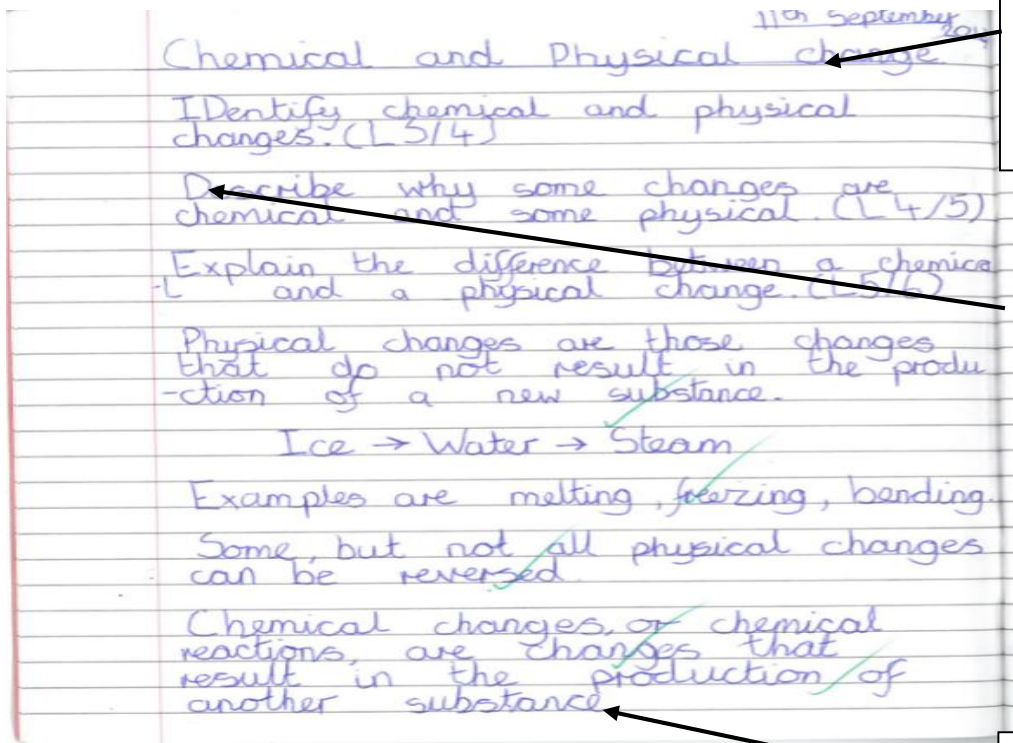 11th September
Chemical and Physical change
IDentify chemical and physical
changes. (L3/4)
Describe why some changes are
chemical and some physical. (L4/5)
Explain the difference between a chemica
-L and a physical change. (L5/6)
Physical changes are those changes
that do not result in the produ
-ction of a new substance.
Ice → Water → Steam
Examples are melting, freezing, bending.
Some, but not all physical changes
can be reversed.
Chemical changes, or chemical
reactions, are changes that
result in the production of
another substance.